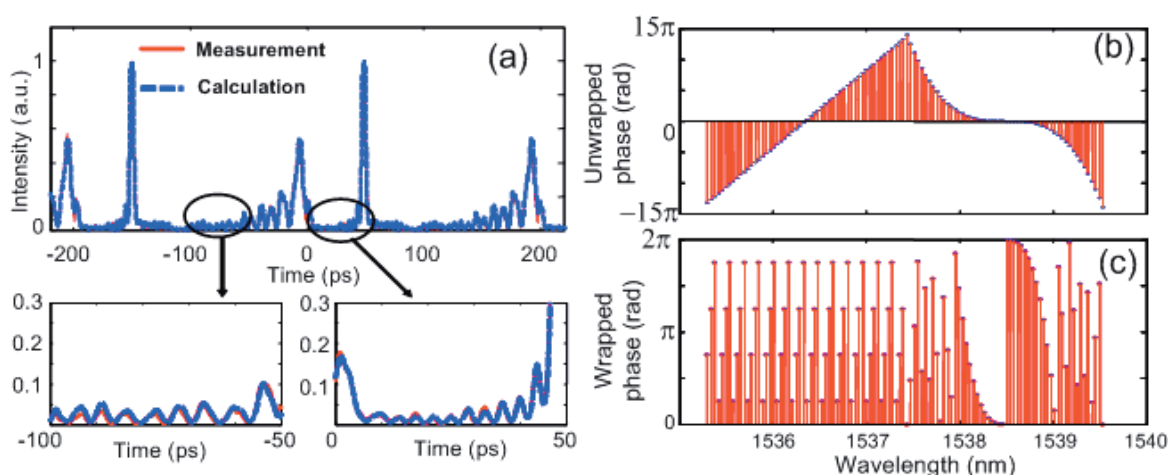 Measurement
Calculation
(a)
Intensity (a.u.)
1
0
-200
-100
0
100
200
Time (ps)
0.3
0.2
0.1
-100
-50
Time (ps)
0.3
0.2
0.1
0
50
Time (ps)
(b)
Unwrapped
phase (rad)
15π
0
−15π
(c)
Wrapped
phase (rad)
2π
π
0
1536
1537
1538
1539
1540
Wavelength (nm)